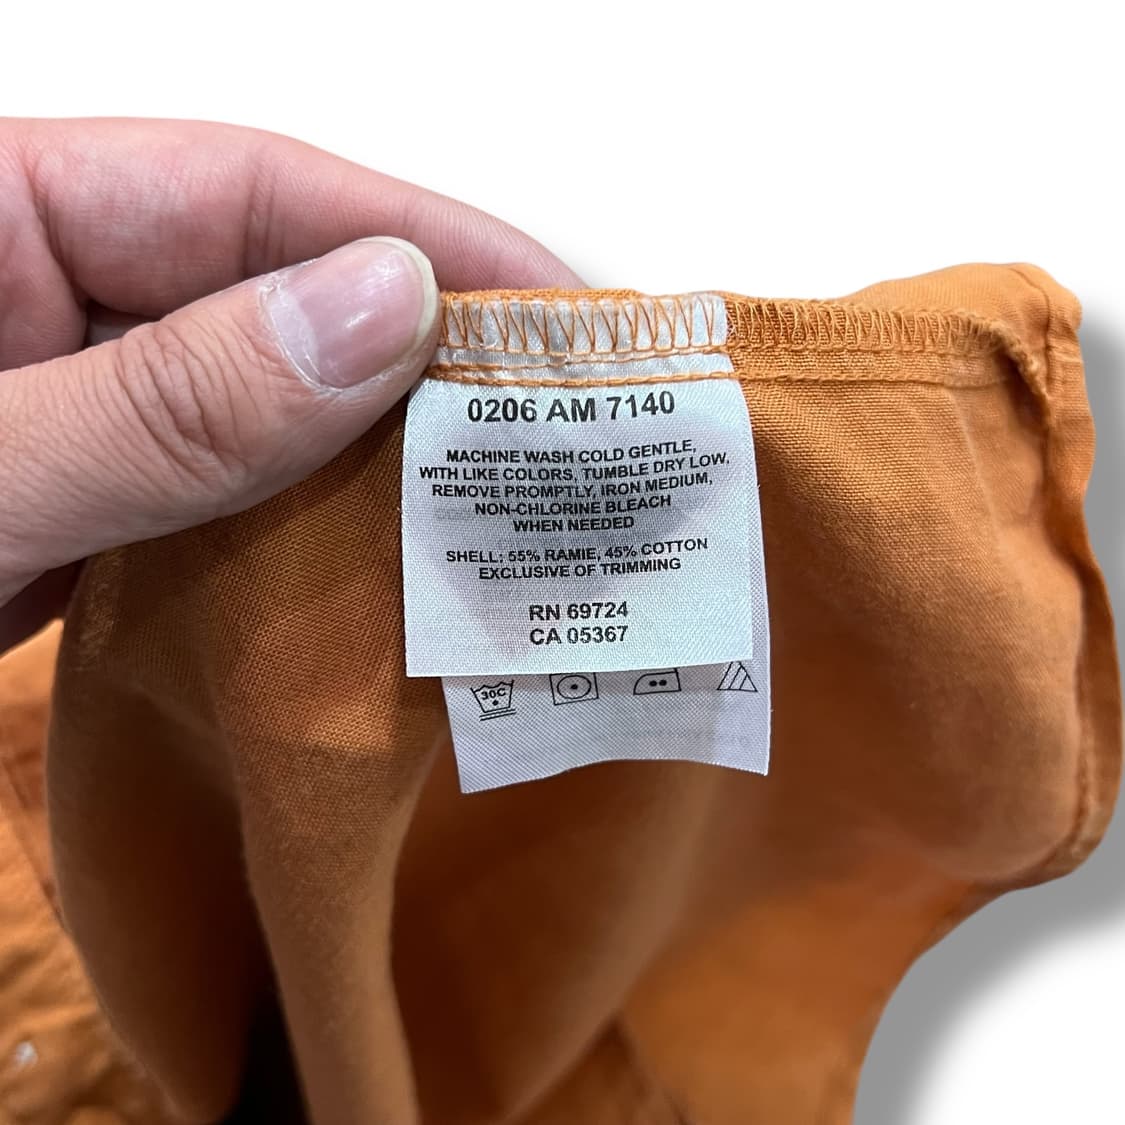 0206 AM 7140
MACHINE WASH COLD GENTLE,
WITH LIKE COLORS, TUMBLE DRY LOW,
REMOVE PROMPTLY, IRON MEDIUM,
NON-CHLORINE BLEACH
WHEN NEEDED
SHELL: 55% RAMIE, 45% COTTON
EXCLUSIVE OF TRIMMING
RN 69724
CA 05367
30C